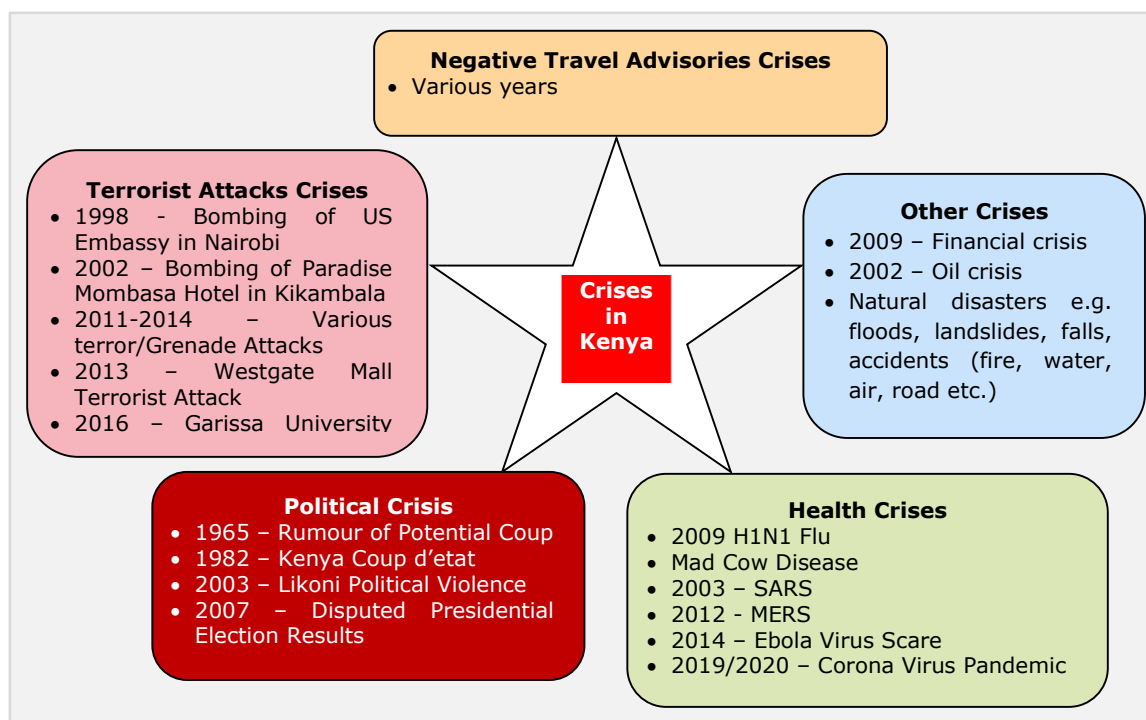 Negative Travel Advisories Crises
• Various years
Terrorist Attacks Crises
• 1998 - Bombing of US
Embassy in Nairobi
• 2002 – Bombing of Paradise
Mombasa Hotel in Kikambala
• 2011-2014 – Various
terror/Grenade Attacks
• 2013 – Westgate Mall
Terrorist Attack
• 2016 – Garissa University
Other Crises
• 2009 – Financial crisis
• 2002 – Oil crisis
• Natural disasters e.g.
floods, landslides, falls,
accidents (fire, water,
air, road etc.)
Crises
in
Kenya
Political Crisis
• 1965 – Rumour of Potential Coup
• 1982 – Kenya Coup d’etat
• 2003 – Likoni Political Violence
• 2007 – Disputed Presidential
Election Results
Health Crises
• 2009 H1N1 Flu
• Mad Cow Disease
• 2003 – SARS
• 2012 - MERS
• 2014 – Ebola Virus Scare
• 2019/2020 – Corona Virus Pandemic